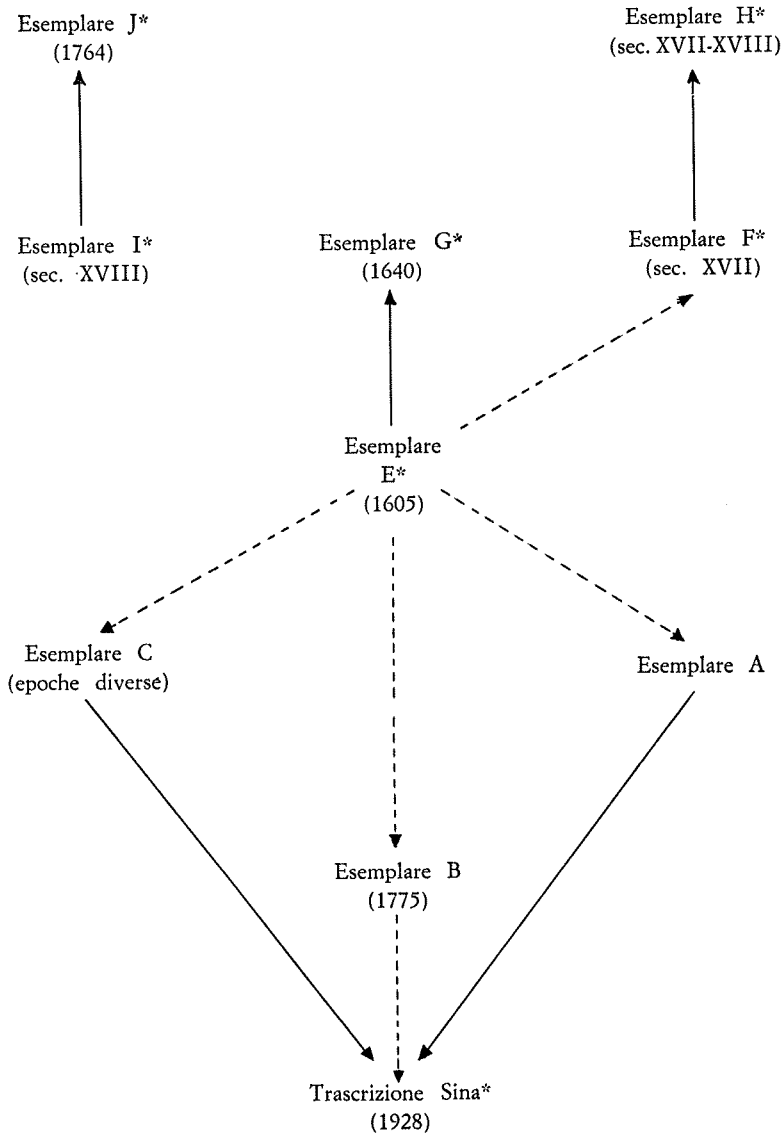 Esemplare J*
(1764)
Esemplare H*
(sec. XVII-XVIII)
Esemplare I*
(sec. XVIII)
Esemplare G*
(1640)
Esemplare F*
(sec. XVII)
Esemplare
E*
(1605)
Esemplare C
(epoche diverse)
Esemplare A
Esemplare B
(1775)
Trascrizione Sina*
(1928)